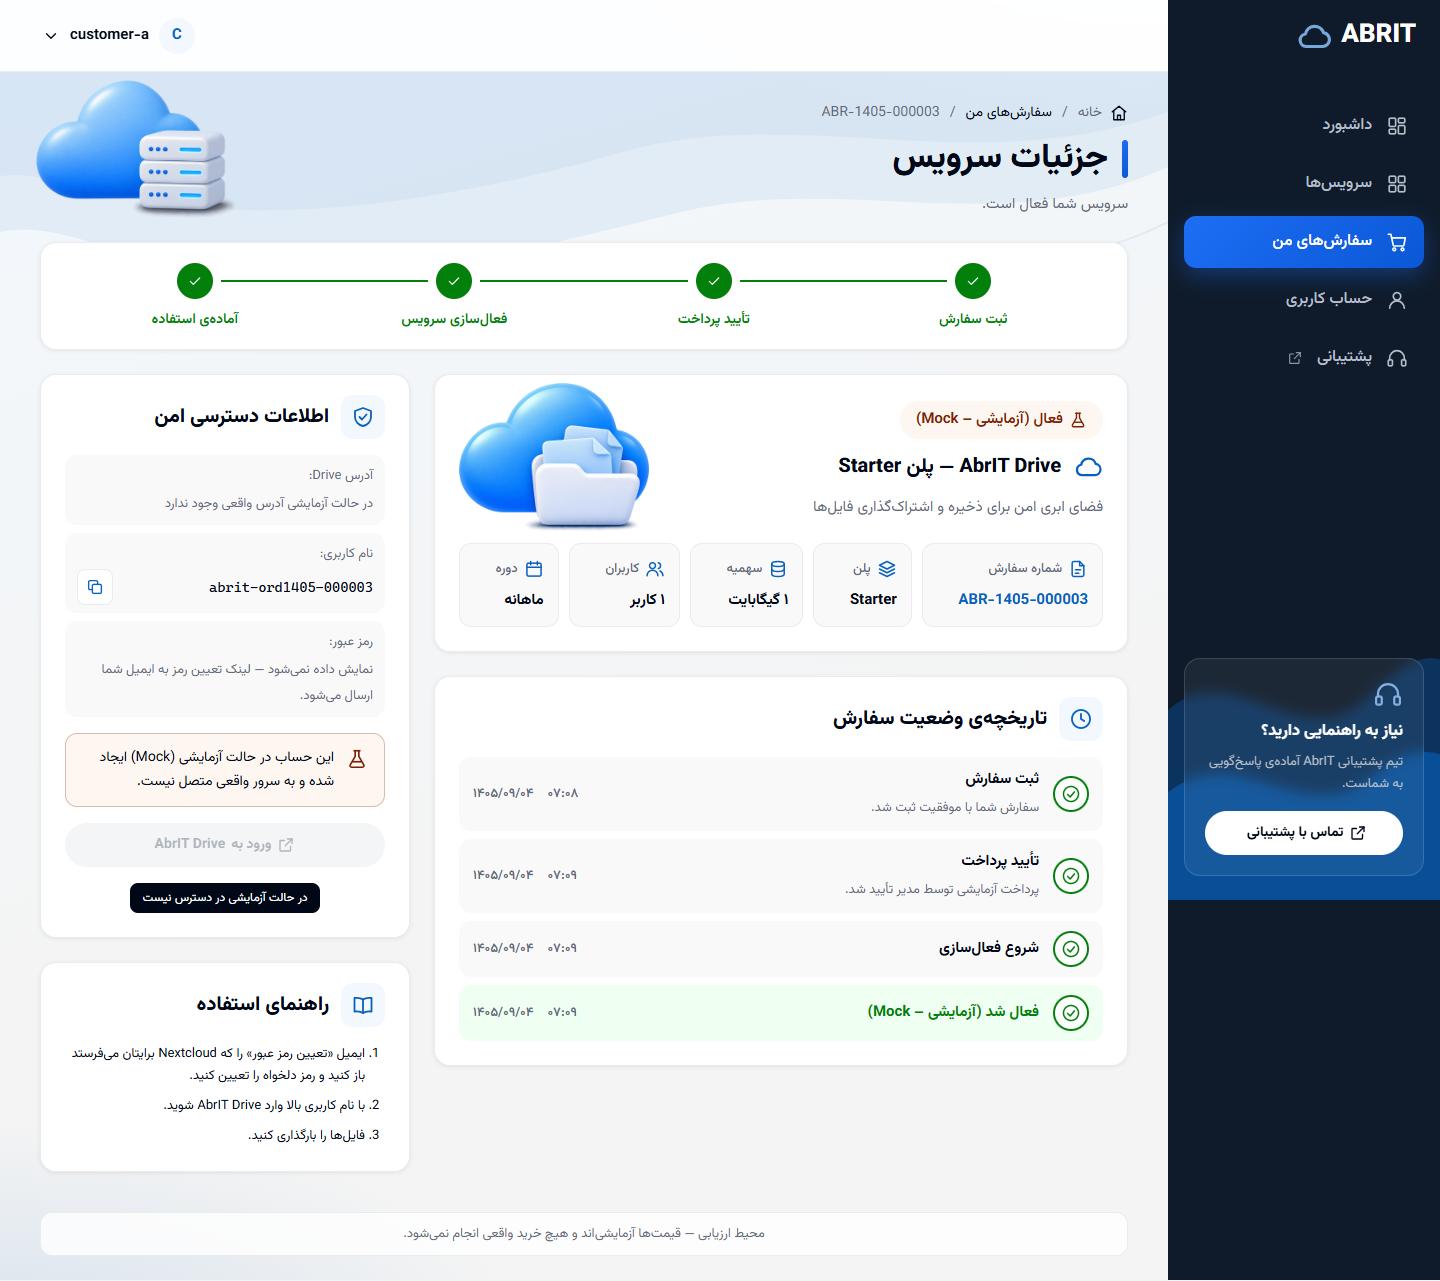 ABRIT
داشبورد
سرویس‌ها
سفارش‌های من
حساب کاربری
پشتیبانی
نیاز به راهنمایی دارید؟
تیم پشتیبانی AbrIT آماده‌ی پاسخ‌گویی
به شماست.
تماس با پشتیبانی
C customer-a
خانه / سفارش‌های من / ABR-1405-000003
جزئیات سرویس
سرویس شما فعال است.
ثبت سفارش
تأیید پرداخت
فعال‌سازی سرویس
آماده‌ی استفاده
فعال (آزمایشی – Mock)
AbrIT Drive — پلن Starter
فضای ابری امن برای ذخیره و اشتراک‌گذاری فایل‌ها
شماره سفارش
ABR-1405-000003
پلن
Starter
سهمیه
۱ گیگابایت
کاربران
۱ کاربر
دوره
ماهانه
تاریخچه‌ی وضعیت سفارش
ثبت سفارش
سفارش شما با موفقیت ثبت شد.
۱۴۰۵/۰۹/۰۴ ۰۷:۰۸
تأیید پرداخت
پرداخت آزمایشی توسط مدیر تأیید شد.
۱۴۰۵/۰۹/۰۴ ۰۷:۰۹
شروع فعال‌سازی
۱۴۰۵/۰۹/۰۴ ۰۷:۰۹
فعال شد (آزمایشی – Mock)
۱۴۰۵/۰۹/۰۴ ۰۷:۰۹
اطلاعات دسترسی امن
آدرس Drive:
در حالت آزمایشی آدرس واقعی وجود ندارد
نام کاربری:
abrit-ord1405-000003
رمز عبور:
نمایش داده نمی‌شود — لینک تعیین رمز به ایمیل شما
ارسال می‌شود.
این حساب در حالت آزمایشی (Mock) ایجاد
شده و به سرور واقعی متصل نیست.
ورود به AbrIT Drive
در حالت آزمایشی در دسترس نیست
راهنمای استفاده
1. ایمیل «تعیین رمز عبور» را که Nextcloud برایتان می‌فرستد
باز کنید و رمز دلخواه را تعیین کنید.
2. با نام کاربری بالا وارد AbrIT Drive شوید.
3. فایل‌ها را بارگذاری کنید.
محیط ارزیابی — قیمت‌ها آزمایشی‌اند و هیچ خرید واقعی انجام نمی‌شود.